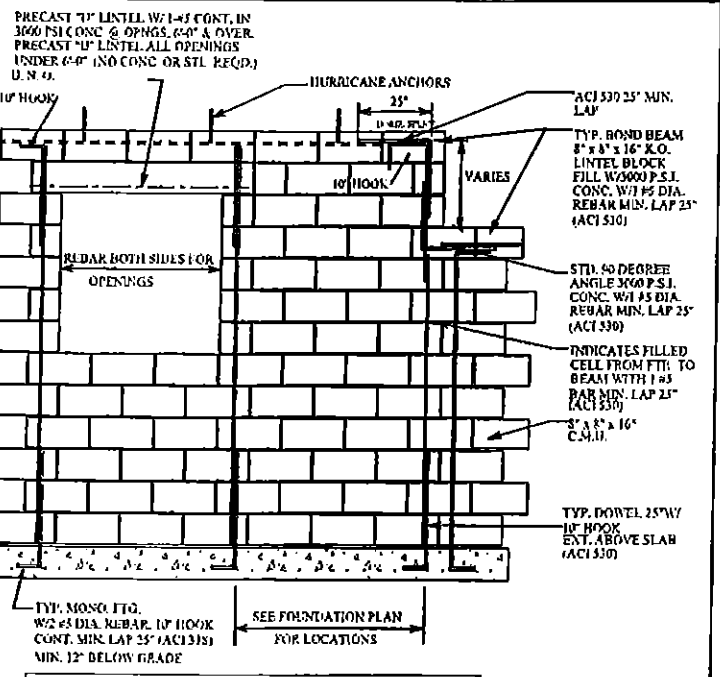 PRECAST "U" LINTEL W/ 1-#5 CONT. IN
3000 PSI CONC @ OPNGS. 6'-0" & OVER.
PRECAST "U" LINTEL ALL OPENINGS
UNDER 6'-0" (NO CONC OR STL REQD.)
U.N.O.
10" HOOK
HURRICANE ANCHORS
25"
ACI 530 25" MIN.
LAP
10" HOOK
VARIES
TYP. BOND BEAM
8" x 8" x 16" K.O.
LINTEL BLOCK
FILL W/3000 P.S.I.
CONC. W/1 #5 DIA.
REBAR MIN. LAP 25"
(ACI 530)
REBAR BOTH SIDES FOR
OPENINGS
STD. 90 DEGREE
ANGLE 3000 P.S.I.
CONC. W/1 #5 DIA.
REBAR MIN. LAP 25"
(ACI 530)
INDICATES FILLED
CELL FROM FTG. TO
BEAM WITH 1 #5
BAR MIN. LAP 25"
(ACI 530)
8" x 8" x 16"
C.M.U.
TYP. DOWEL 25" W/
10" HOOK
EXT. ABOVE SLAB
(ACI 530)
TYP. MONO. FTG.
W/2 #5 DIA. REBAR. 10" HOOK
CONT. MIN. LAP 25" (ACI 318)
MIN. 12" BELOW GRADE
SEE FOUNDATION PLAN
FOR LOCATIONS